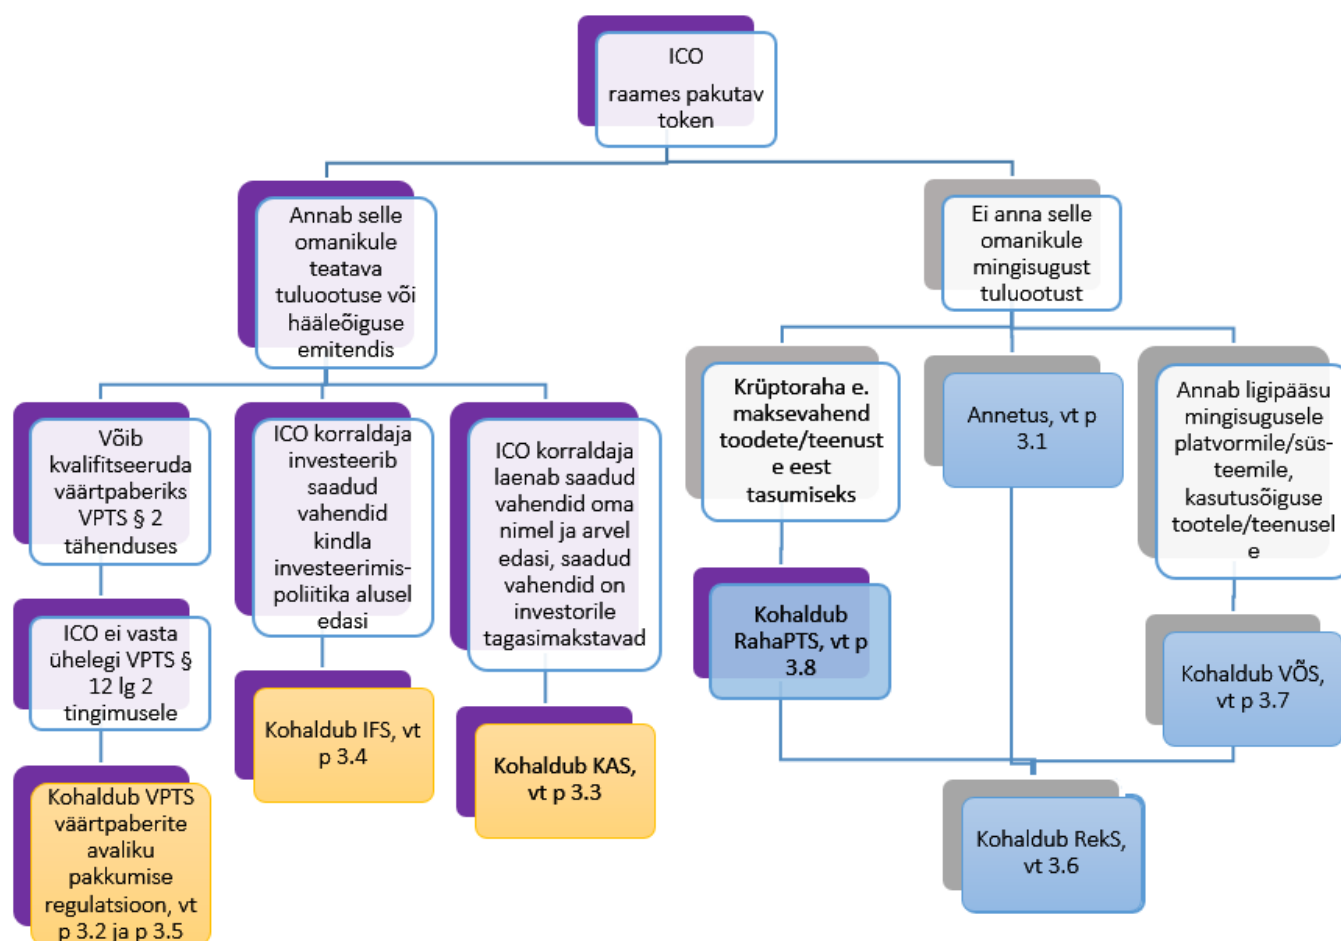 ICO
raames pakutav
token
Annab selle
omanikule
teatava
tuluootuse või
hääleõiguse
emitendis
Ei anna selle
omanikule
mingisugust
tuluootust
Võib
kvalifitseeruda
väärtpaberiks
VPTS § 2
tähenduses
ICO korraldaja
investeerib
saadud
vahendid
kindla
investeerimis-
poliitika alusel
edasi
ICO korraldaja
laenab saadud
vahendid oma
nimel ja arvel
edasi, saadud
vahendid on
investorile
tagasimakstavad
Krüptoraha e.
maksevahend
toodete/teenust
e eest
tasumiseks
Annetus, vt p
3.1
Annab ligipääsu
mingisugusele
platvormile/süs-
teemile,
kasutusõiguse
tootele/teenusel
e
ICO ei vasta
ühelegi VPTS §
12 lg 2
tingimusele
Kohaldub IFS, vt
p 3.4
Kohaldub KAS,
vt p 3.3
Kohaldub
RahaPTS, vt p
3.8
Kohaldub VÕS,
vt p 3.7
Kohaldub VPTS
väärtpaberite
avaliku
pakkumise
regulatsioon, vt
p 3.2 ja p 3.5
Kohaldub RekS,
vt 3.6